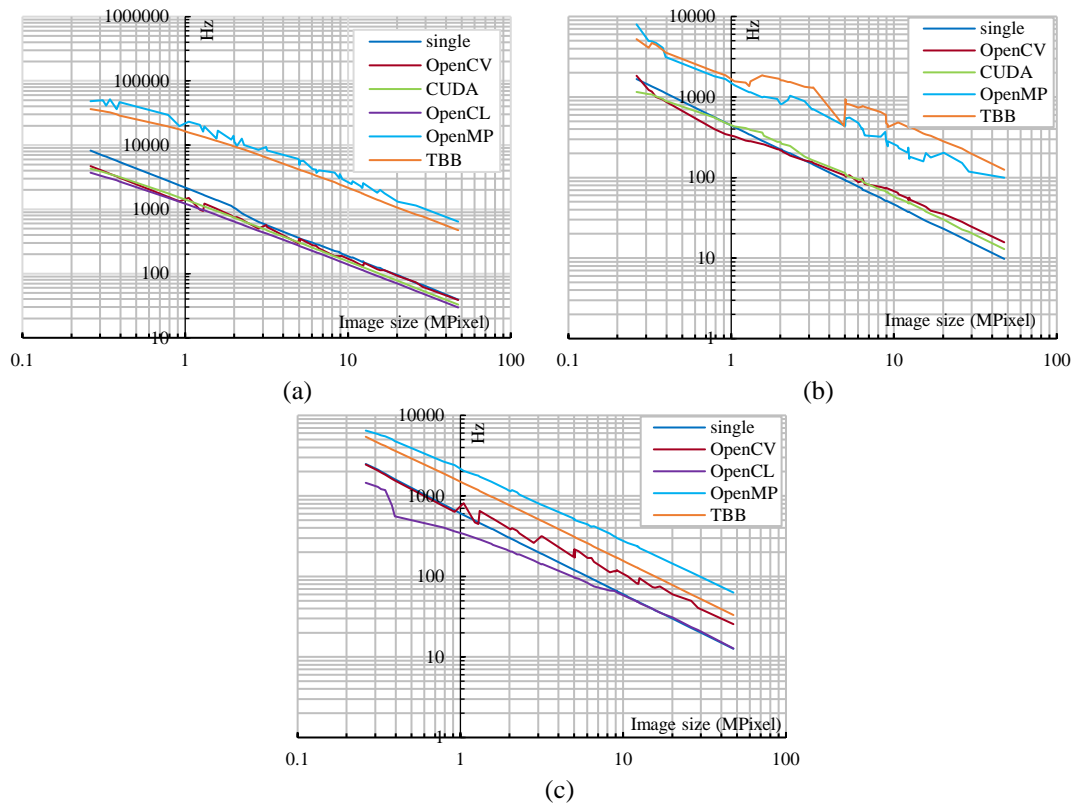 1000000
100000
10000
1000
100
10
Hz
single
OpenCV
CUDA
OpenCL
OpenMP
TBB
Image size (MPixel)
0.1
1
10
100
(a)
10000
1000
100
10
1
Hz
single
OpenCV
CUDA
OpenMP
TBB
Image size (MPixel)
0.1
1
10
100
(b)
10000
1000
100
10
1
Hz
single
OpenCV
OpenCL
OpenMP
TBB
Image size (MPixel)
0.1
1
10
100
(c)